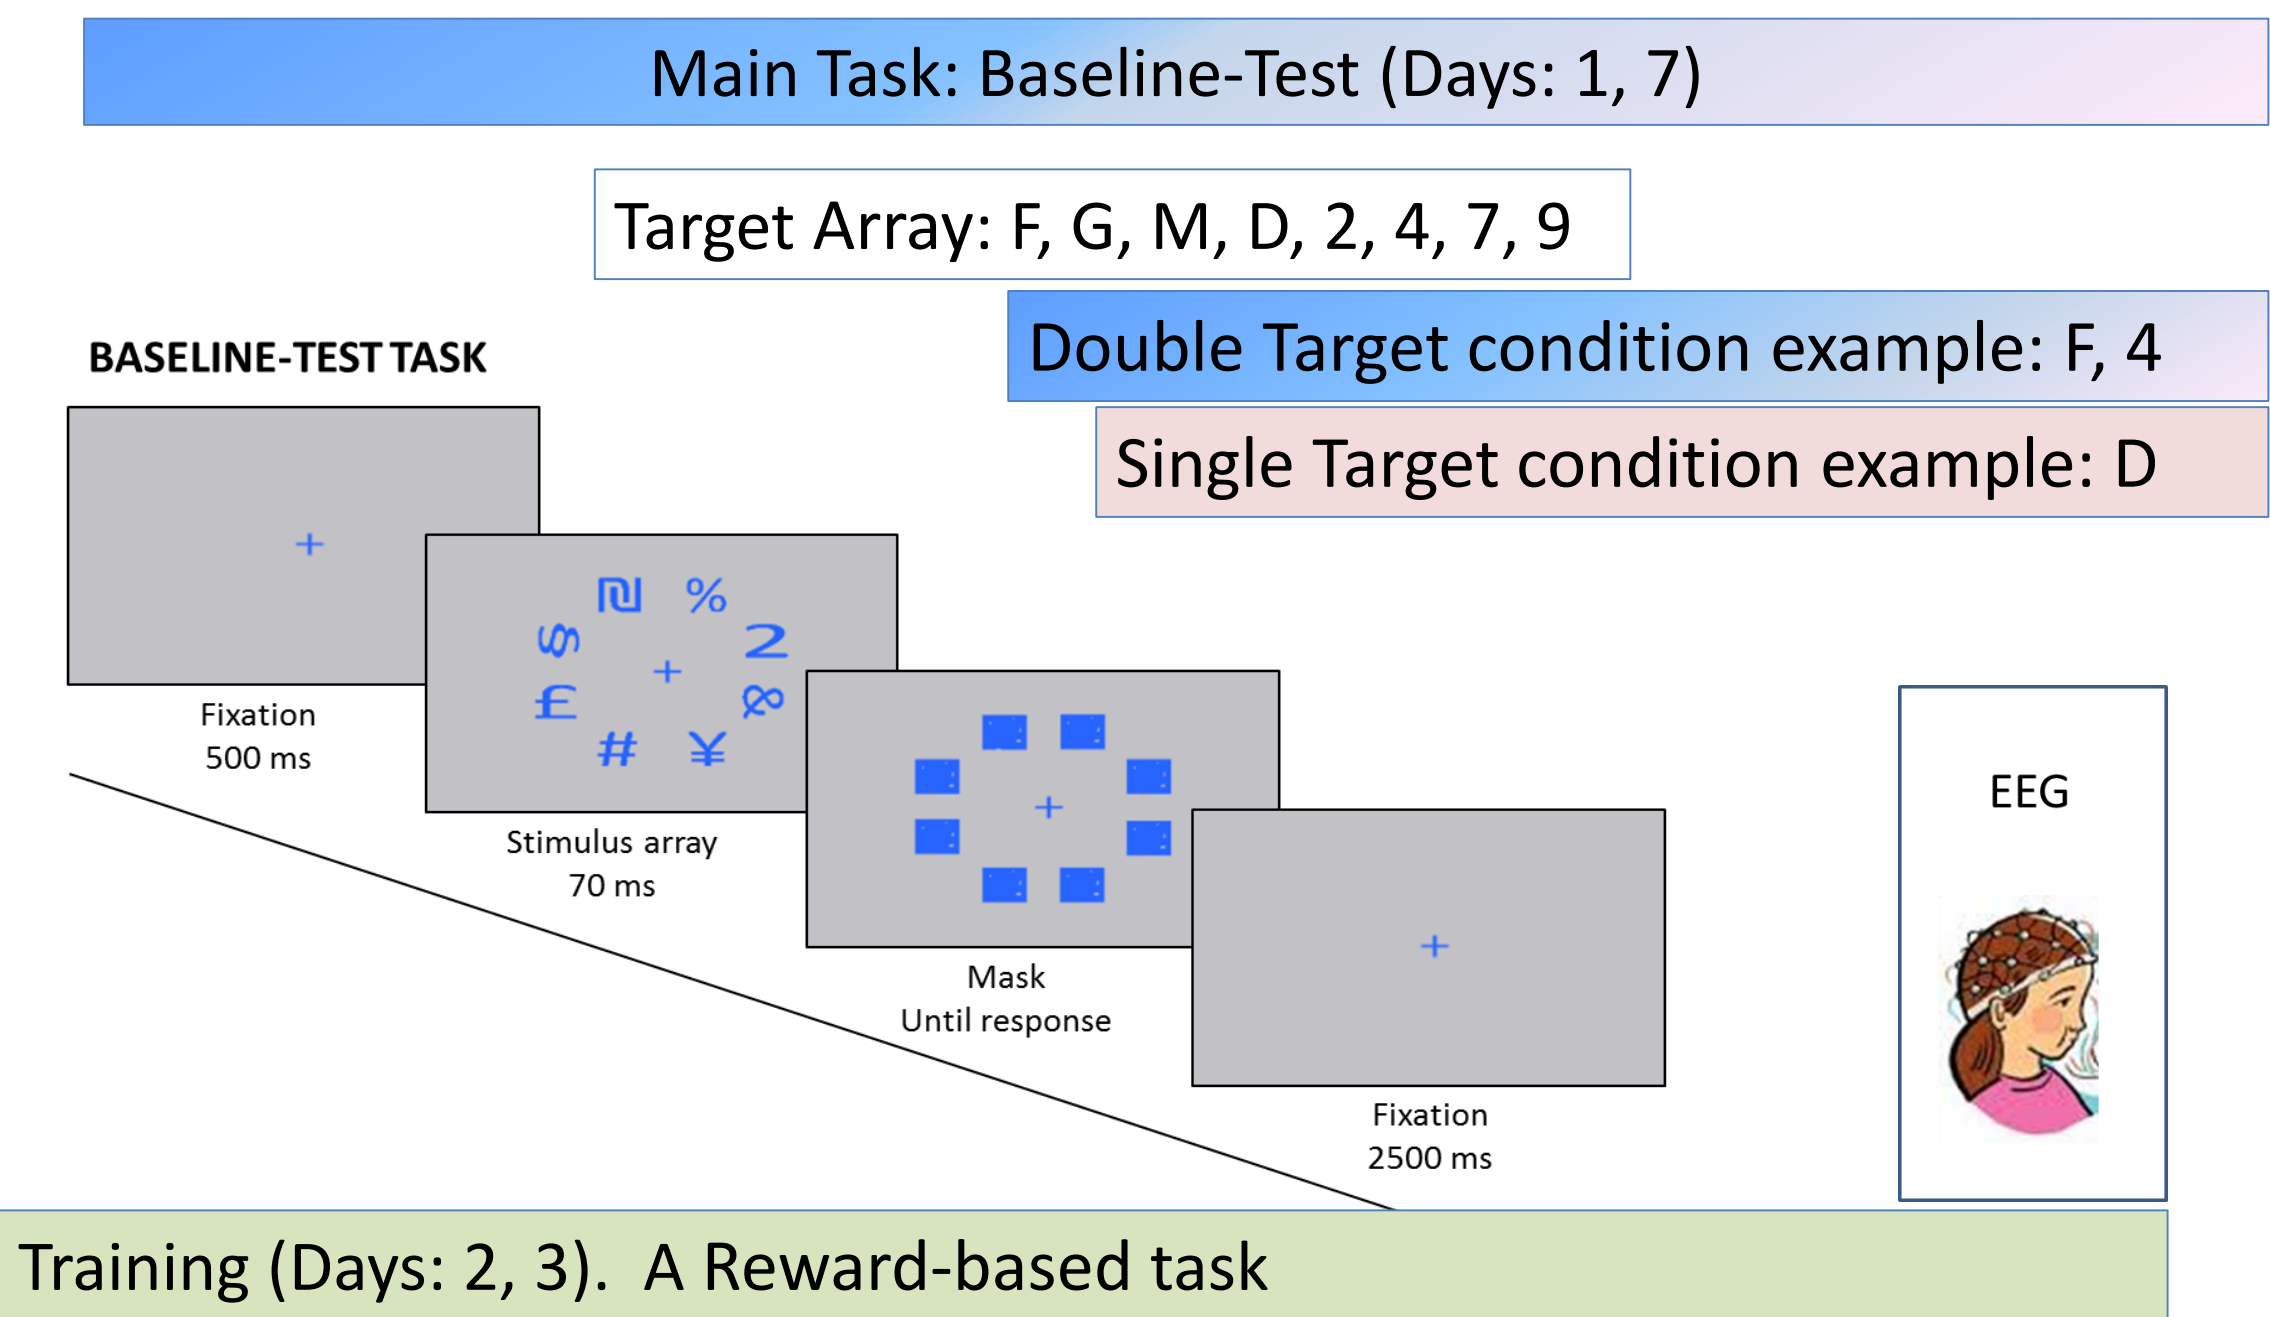 Main Task: Baseline-Test (Days: 1, 7)
Target Array: F, G, M, D, 2, 4, 7, 9
Double Target condition example: F, 4
BASELINE-TEST TASK
Single Target condition example: D
+
₪ %
§ 2
+
£ &
# ¥
Fixation
500 ms
+
Stimulus array
70 ms
EEG
+
Mask
Until response
Fixation
2500 ms
Training (Days: 2, 3). A Reward-based task